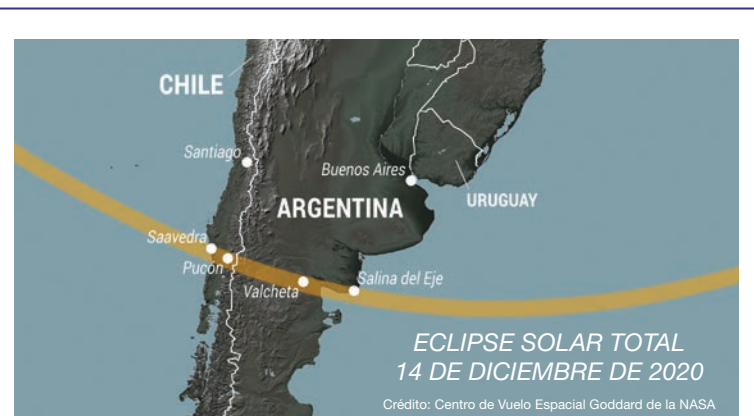 CHILE
Santiago
Buenos Aires
ARGENTINA
URUGUAY
Saavedra
Pucón
Valcheta
Salina del Eje
ECLIPSE SOLAR TOTAL
14 DE DICIEMBRE DE 2020
Crédito: Centro de Vuelo Espacial Goddard de la NASA